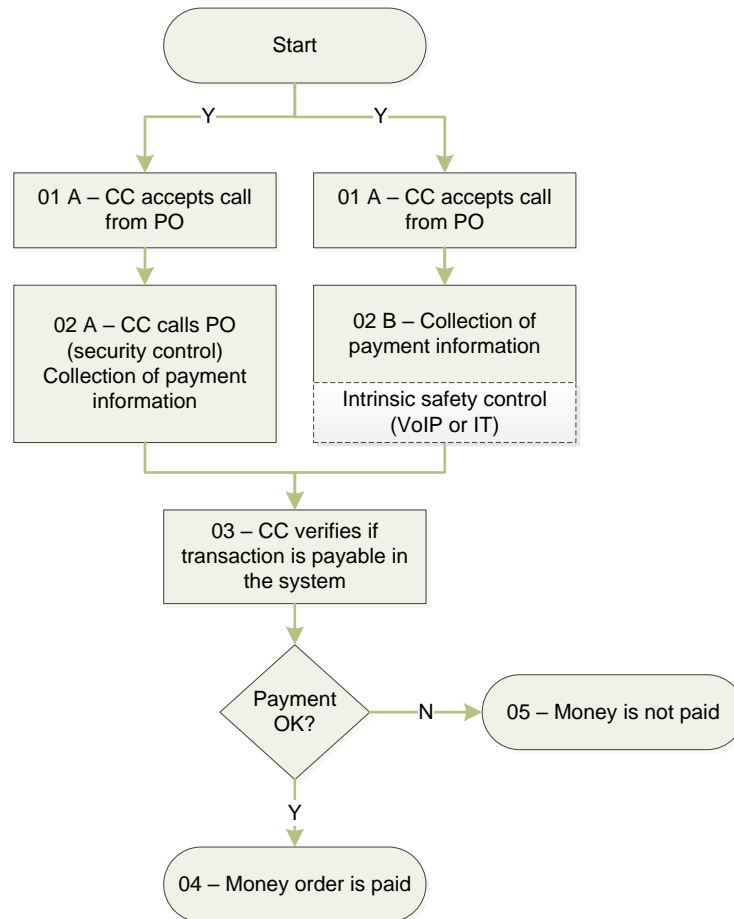 Start
Y
Y
01 A – CC accepts call
from PO
01 A – CC accepts call
from PO
02 A – CC calls PO
(security control)
Collection of payment
information
02 B – Collection of
payment information
Intrinsic safety control
(VoIP or IT)
03 – CC verifies if
transaction is payable in
the system
Payment
OK?
N
05 – Money is not paid
Y
04 – Money order is paid